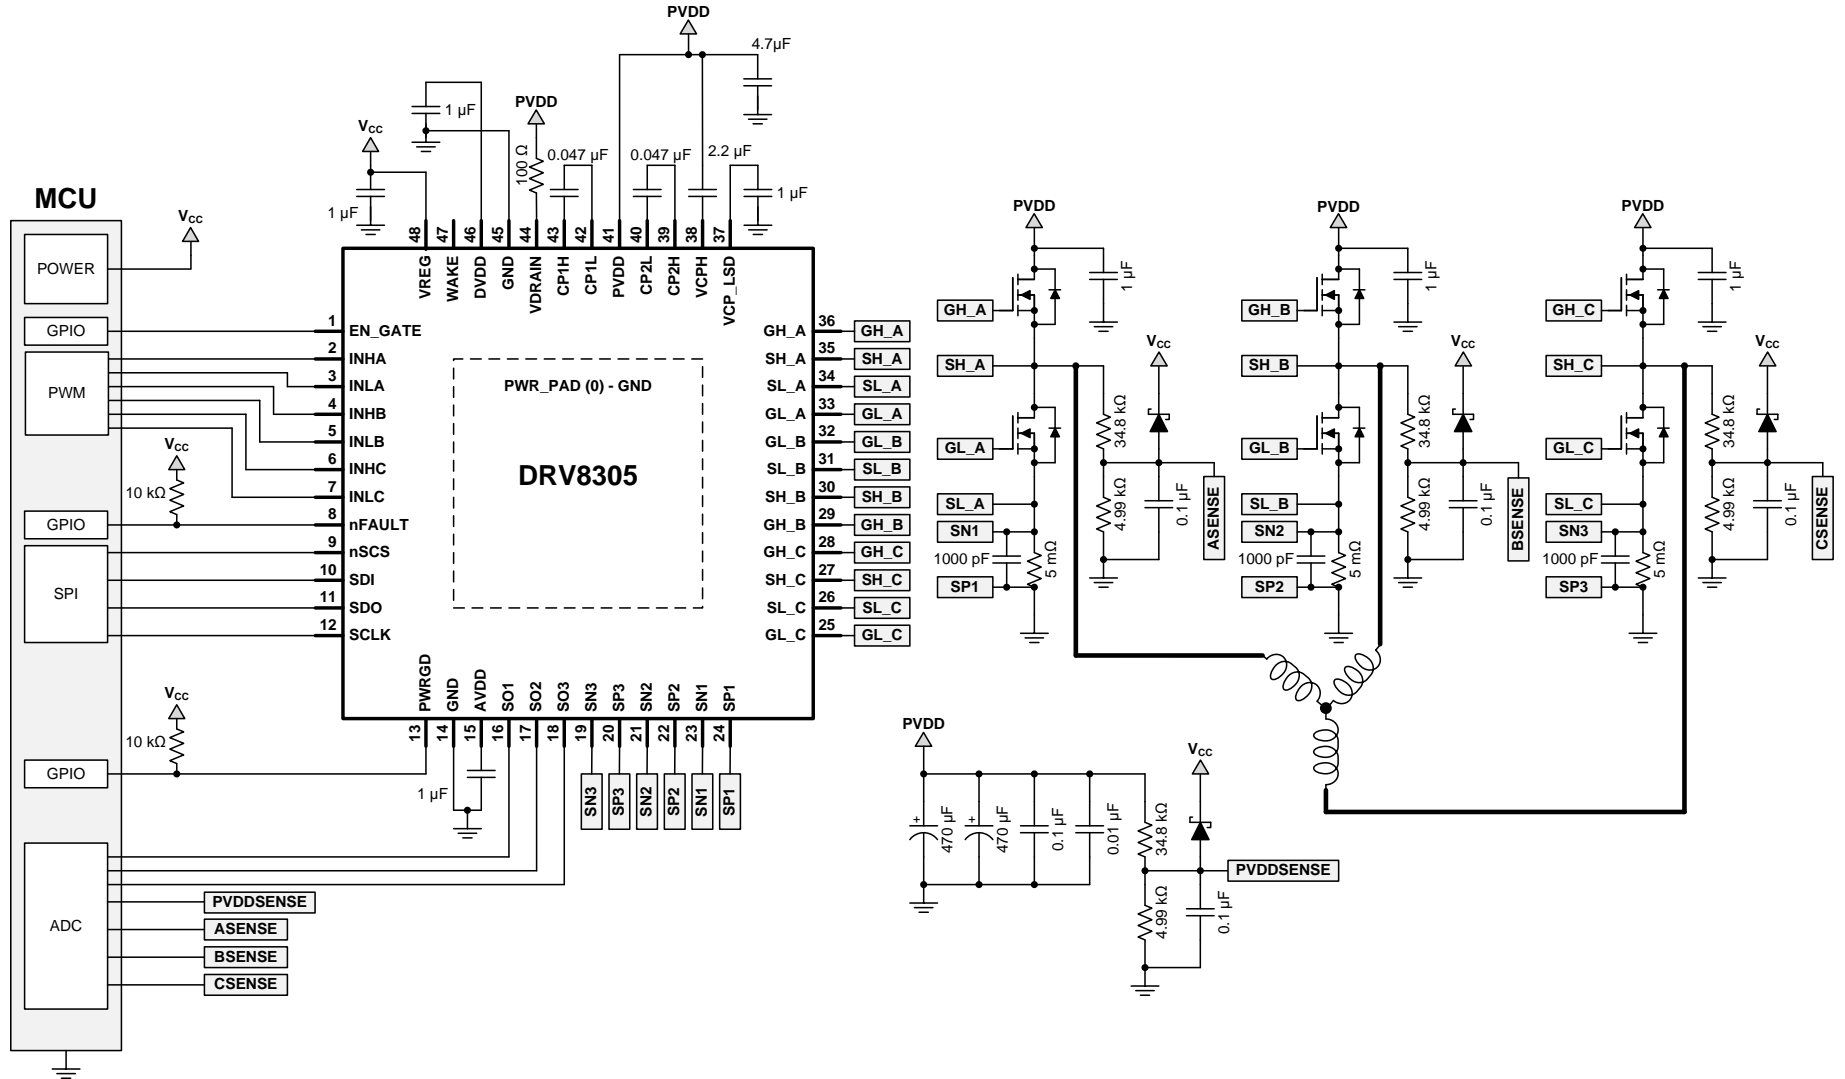 PVDD
4.7µF
1 µF
PVDD
VCC
100 Ω
0.047 µF
0.047 µF
2.2 µF
1 µF
1 µF
MCU
VCC
POWER
GPIO
PWM
VCC
10 kΩ
GPIO
SPI
VCC
10 kΩ
GPIO
ADC
PVDDSENSE
ASENSE
BSENSE
CSENSE
48 VREG
47 WAKE
46 DVDD
45 GND
44 VDRAIN
43 CP1H
42 CP1L
41 PVDD
40 CP2L
39 CP2H
38 VCPH
37 VCP_LSD
1 EN_GATE
2 INHA
3 INLA
4 INHB
5 INLB
6 INHC
7 INLC
8 nFAULT
9 nSCS
10 SDI
11 SDO
12 SCLK
PWR_PAD (0) - GND
DRV8305
GH_A 36 GH_A
SH_A 35 SH_A
SL_A 34 SL_A
GL_A 33 GL_A
GL_B 32 GL_B
SL_B 31 SL_B
SH_B 30 SH_B
GH_B 29 GH_B
GH_C 28 GH_C
SH_C 27 SH_C
SL_C 26 SL_C
GL_C 25 GL_C
PWRGD 13
GND 14
AVDD 15
SO1 16
SO2 17
SO3 18
SN3 19 SN3
SP3 20 SP3
SN2 21 SN2
SP2 22 SP2
SN1 23 SN1
SP1 24 SP1
1 µF
PVDD
1 µF
GH_A
SH_A
VCC
34.8 kΩ
GL_A
4.99 kΩ
0.1 µF
ASENSE
SL_A
SN1
1000 pF
5 mΩ
SP1
PVDD
1 µF
GH_B
SH_B
VCC
34.8 kΩ
GL_B
4.99 kΩ
0.1 µF
BSENSE
SL_B
SN2
1000 pF
5 mΩ
SP2
PVDD
1 µF
GH_C
SH_C
VCC
34.8 kΩ
GL_C
4.99 kΩ
0.1 µF
CSENSE
SL_C
SN3
1000 pF
5 mΩ
SP3
PVDD
VCC
+
470 µF
+
470 µF
0.1 µF
0.01 µF
34.8 kΩ
PVDDSENSE
4.99 kΩ
0.1 µF